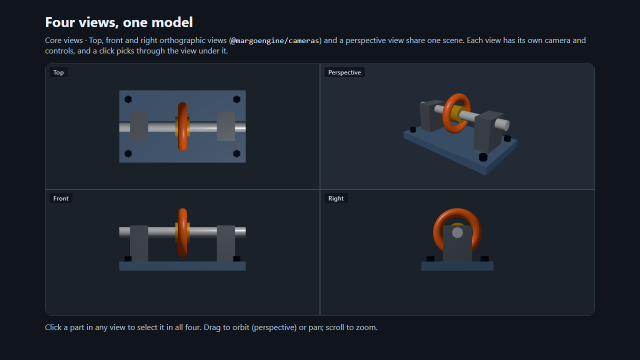 Four views, one model
Core views · Top, front and right orthographic views (@margoengine/cameras) and a perspective view share one scene. Each view has its own camera and
controls, and a click picks through the view under it.
Top
Perspective
Front
Right
Click a part in any view to select it in all four. Drag to orbit (perspective) or pan; scroll to zoom.